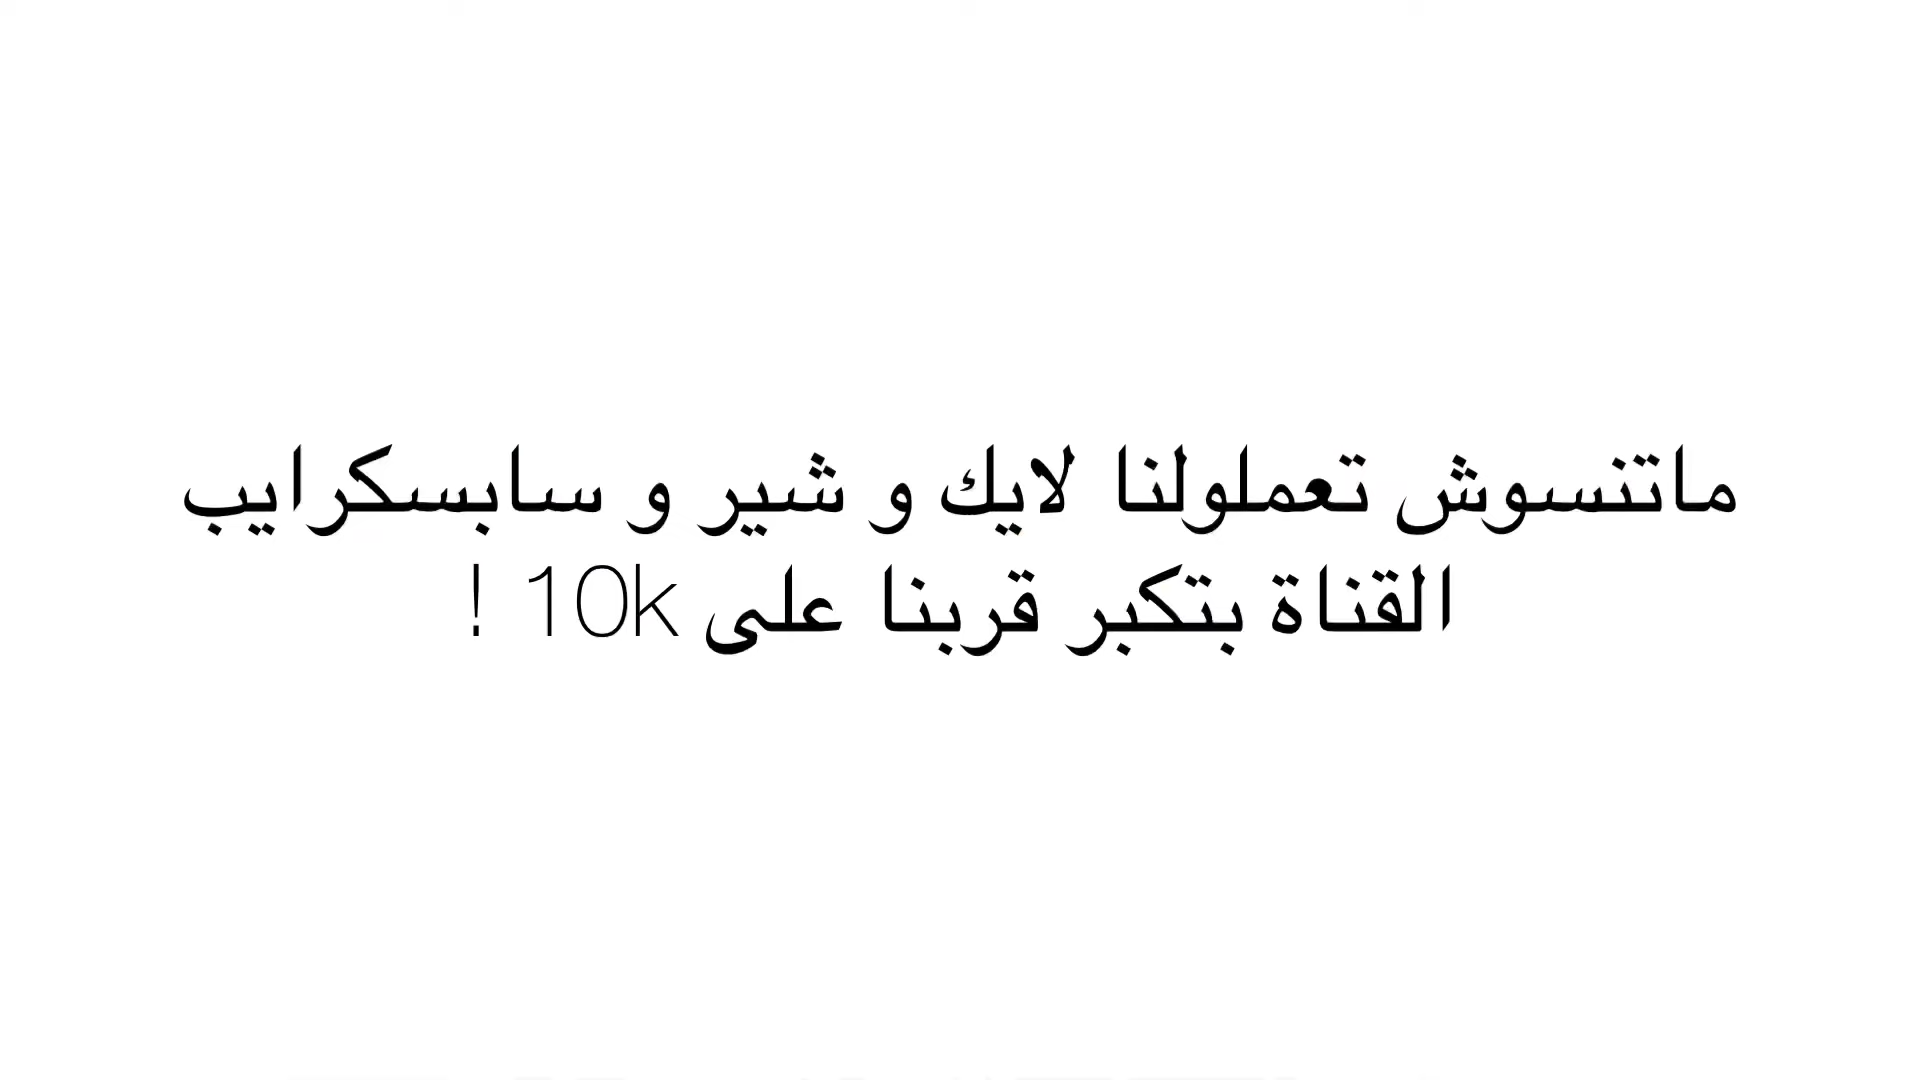 ماتنسوش تعملولنا لايك و شير و سابسكرايب
القناة بتكبر قربنا على 10k !